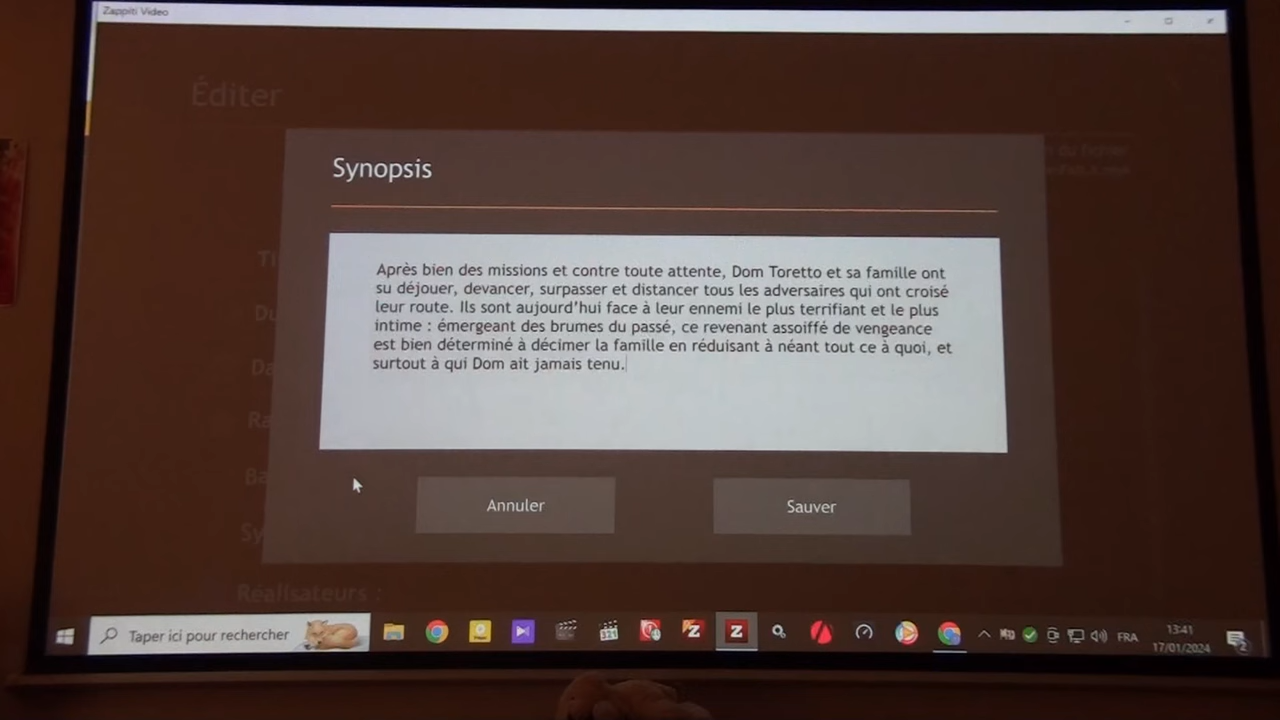 Zappiti Video
Éditer
Synopsis
Après bien des missions et contre toute attente, Dom Toretto et sa famille ont
su déjouer, devancer, surpasser et distancer tous les adversaires qui ont croisé
leur route. Ils sont aujourd’hui face à leur ennemi le plus terrifiant et le plus
intime : émergeant des brumes du passé, ce revenant assoiffé de vengeance
est bien déterminé à décimer la famille en réduisant à néant tout ce à quoi, et
surtout à qui Dom ait jamais tenu.
Annuler
Sauver
Réalisateurs :
Taper ici pour rechercher
FRA
13:41
17/01/2024
2